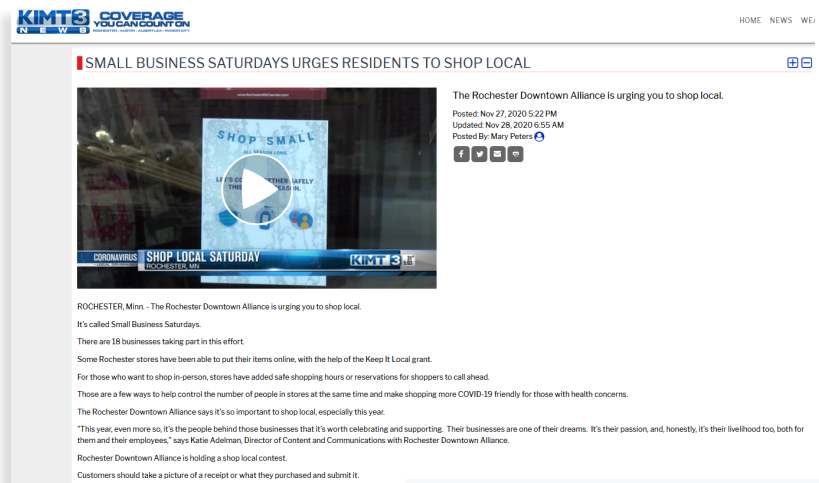 KIMT 3 COVERAGE
YOU CAN COUNT ON
NEWS ROCHESTER - AUSTIN - ALBERT LEA - MASON CITY
HOME NEWS WEA
SMALL BUSINESS SATURDAYS URGES RESIDENTS TO SHOP LOCAL
SHOP SMALL
ALL SEASON LONG
CORONAVIRUS SHOP LOCAL SATURDAY KIMT 3
ROCHESTER, MN
The Rochester Downtown Alliance is urging you to shop local.
Posted: Nov 27, 2020 5:22 PM
Updated: Nov 28, 2020 6:55 AM
Posted By: Mary Peters
ROCHESTER, Minn. - The Rochester Downtown Alliance is urging you to shop local.
It's called Small Business Saturdays.
There are 18 businesses taking part in this effort.
Some Rochester stores have been able to put their items online, with the help of the Keep It Local grant.
For those who want to shop in-person, stores have added safe shopping hours or reservations for shoppers to call ahead.
Those are a few ways to help control the number of people in stores at the same time and make shopping more COVID-19 friendly for those with health concerns.
The Rochester Downtown Alliance says it's so important to shop local, especially this year.
"This year, even more so, it's the people behind those businesses that it's worth celebrating and supporting. Their businesses are one of their dreams. It's their passion, and, honestly, it's their livelihood too, both for
them and their employees," says Katie Adelman, Director of Content and Communications with Rochester Downtown Alliance.
Rochester Downtown Alliance is holding a shop local contest.
Customers should take a picture of a receipt or what they purchased and submit it.